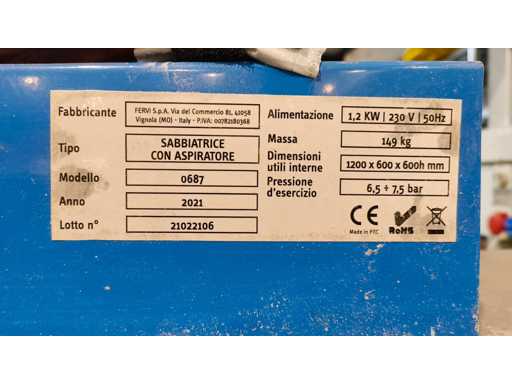 Fabbricante
FERVI S.p.A. Via del Commercio 81, 41058
Vignola (MO) - Italy - P.IVA: 00782180368
Tipo
SABBIATRICE
CON ASPIRATORE
Modello
0687
Anno
2021
Lotto n°
21022106
Alimentazione
1,2 KW | 230 V | 50Hz
Massa
149 kg
Dimensioni
utili interne
1200 x 600 x 600h mm
Pressione
d'esercizio
6,5 ÷ 7,5 bar
CE
Made in PTC
RoHS